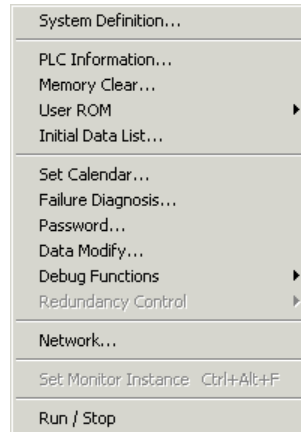 System Definition...
PLC Information...
Memory Clear...
User ROM
Initial Data List...
Set Calendar...
Failure Diagnosis...
Password...
Data Modify...
Debug Functions
Redundancy Control
Network...
Set Monitor Instance Ctrl+Alt+F
Run / Stop